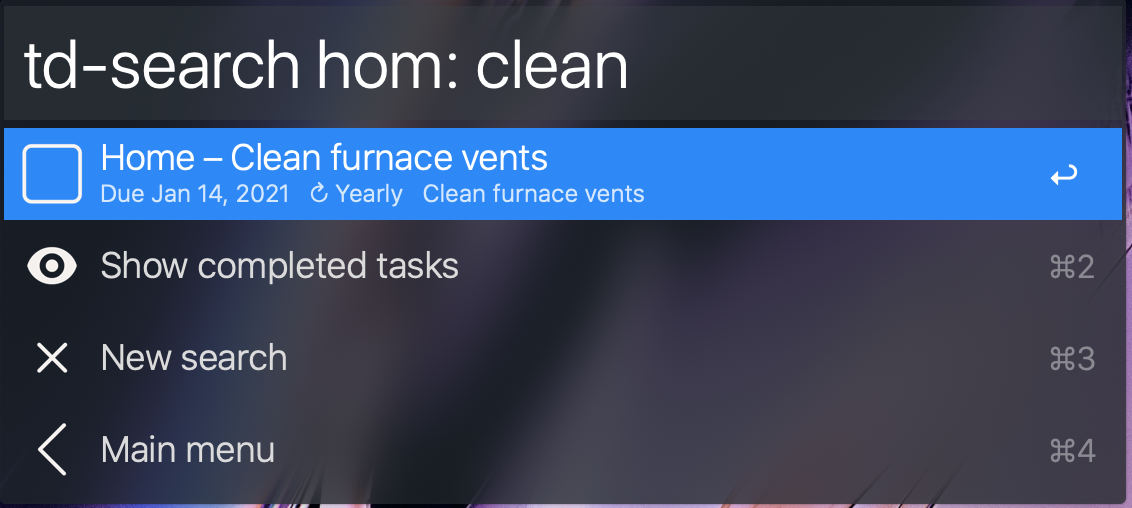 td-search hom: clean
Home – Clean furnace vents
Due Jan 14, 2021 Yearly Clean furnace vents
Show completed tasks ⌘2
New search ⌘3
Main menu ⌘4